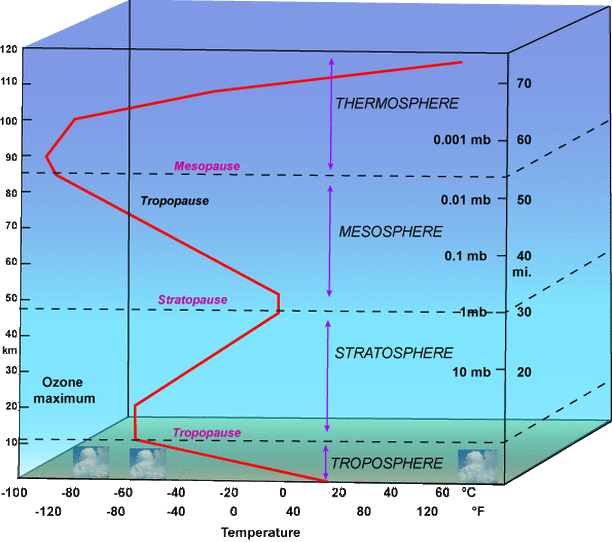 120
110
100
90
80
70
60
50
40
km
30
20
10
THERMOSPHERE
0.001 mb
Mesopause
Tropopause
0.01 mb
MESOSPHERE
0.1 mb
Stratopause
1mb
STRATOSPHERE
10 mb
Ozone
maximum
Tropopause
TROPOSPHERE
70
60
50
40
mi.
30
20
-100 -80 -60 -40 -20 0 20 40 60 °C
-120 -80 -40 0 40 80 120 °F
Temperature